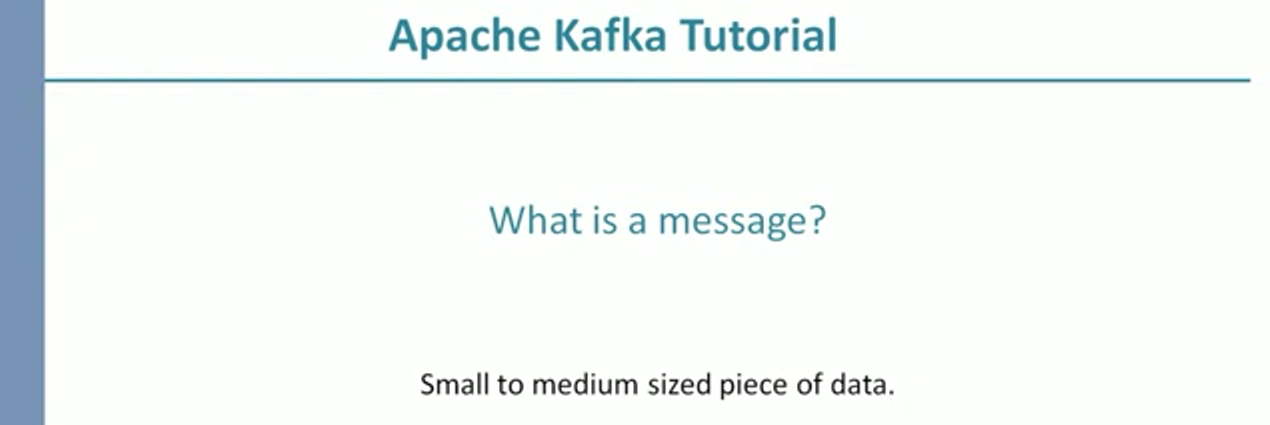 Apache Kafka Tutorial
What is a message?
Small to medium sized piece of data.